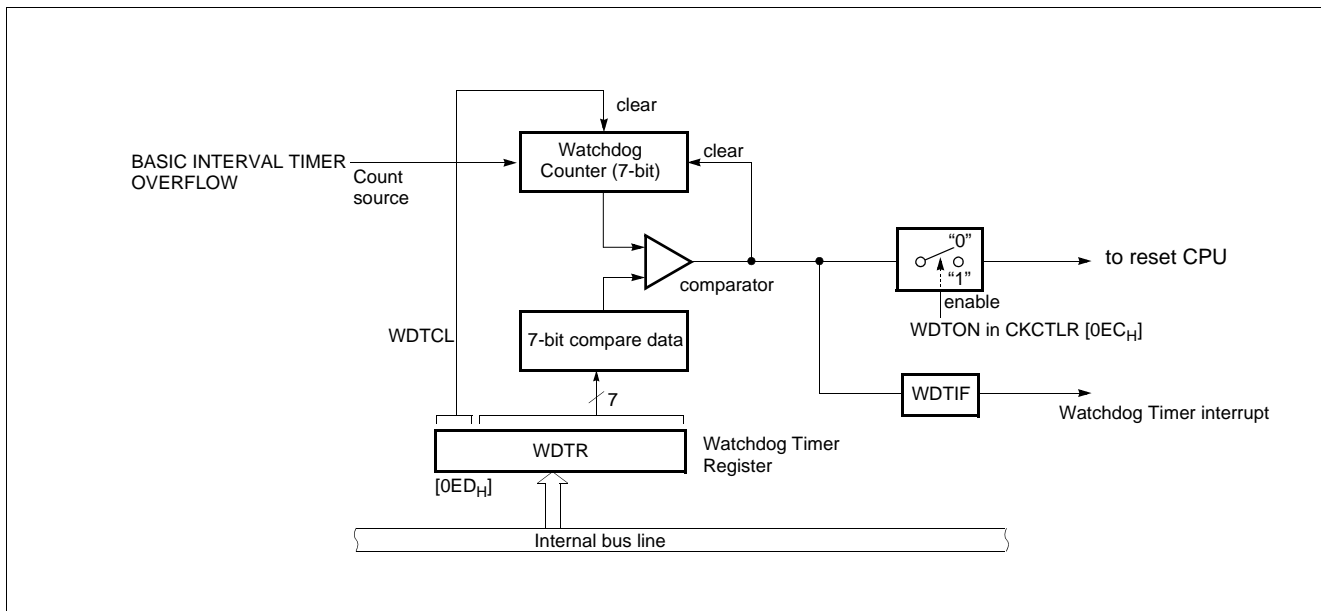 clear
BASIC INTERVAL TIMER
OVERFLOW
Count
source
Watchdog
Counter (7-bit)
clear
comparator
“0”
“1”
to reset CPU
enable
WDTON in CKCTLR [0ECH]
WDTCL
7-bit compare data
7
WDTIF
Watchdog Timer interrupt
WDTR
Watchdog Timer
Register
[0EDH]
Internal bus line